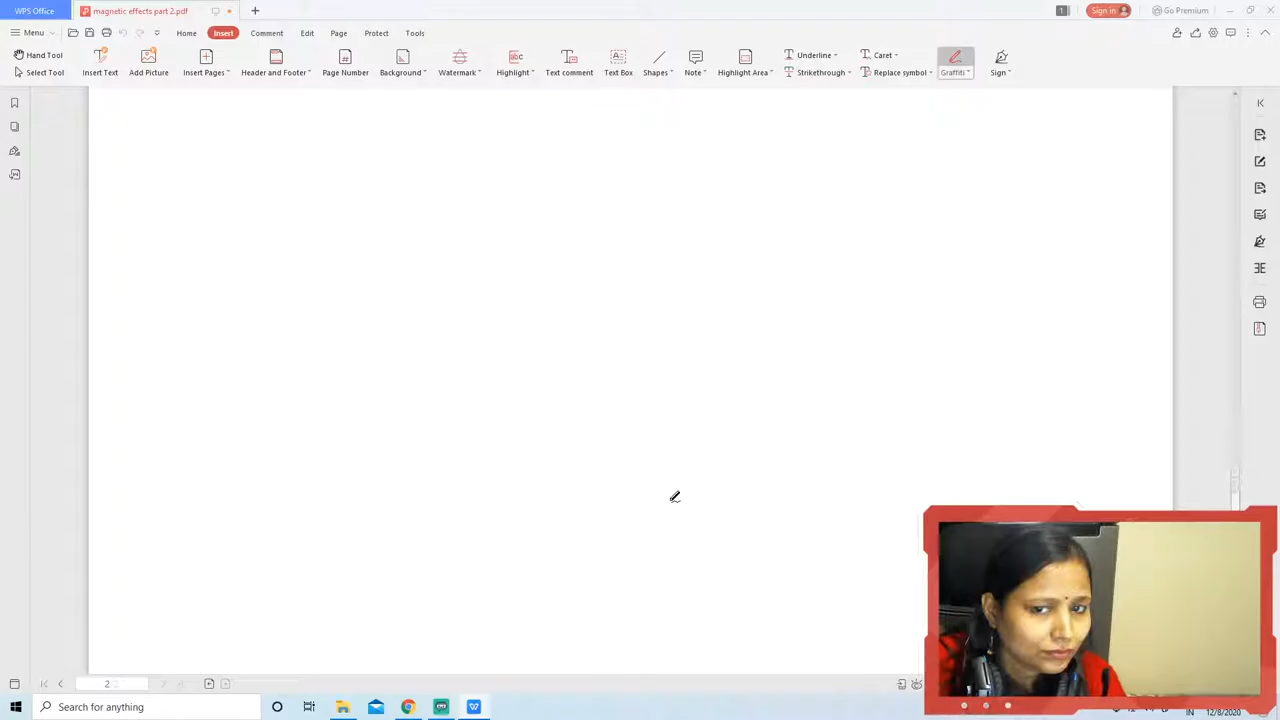 WPS Office
magnetic effects part 2.pdf
1
Sign in
Go Premium
Menu
Home
Insert
Comment
Edit
Page
Protect
Tools
Hand Tool
Select Tool
Insert Text
Add Picture
Insert Pages
Header and Footer
Page Number
Background
Watermark
abc
Highlight
Text comment
Text Box
Shapes
Note
Highlight Area
Underline
Strikethrough
Caret
Replace symbol
Graffiti
Sign
2
Search for anything
IN
12/8/2020